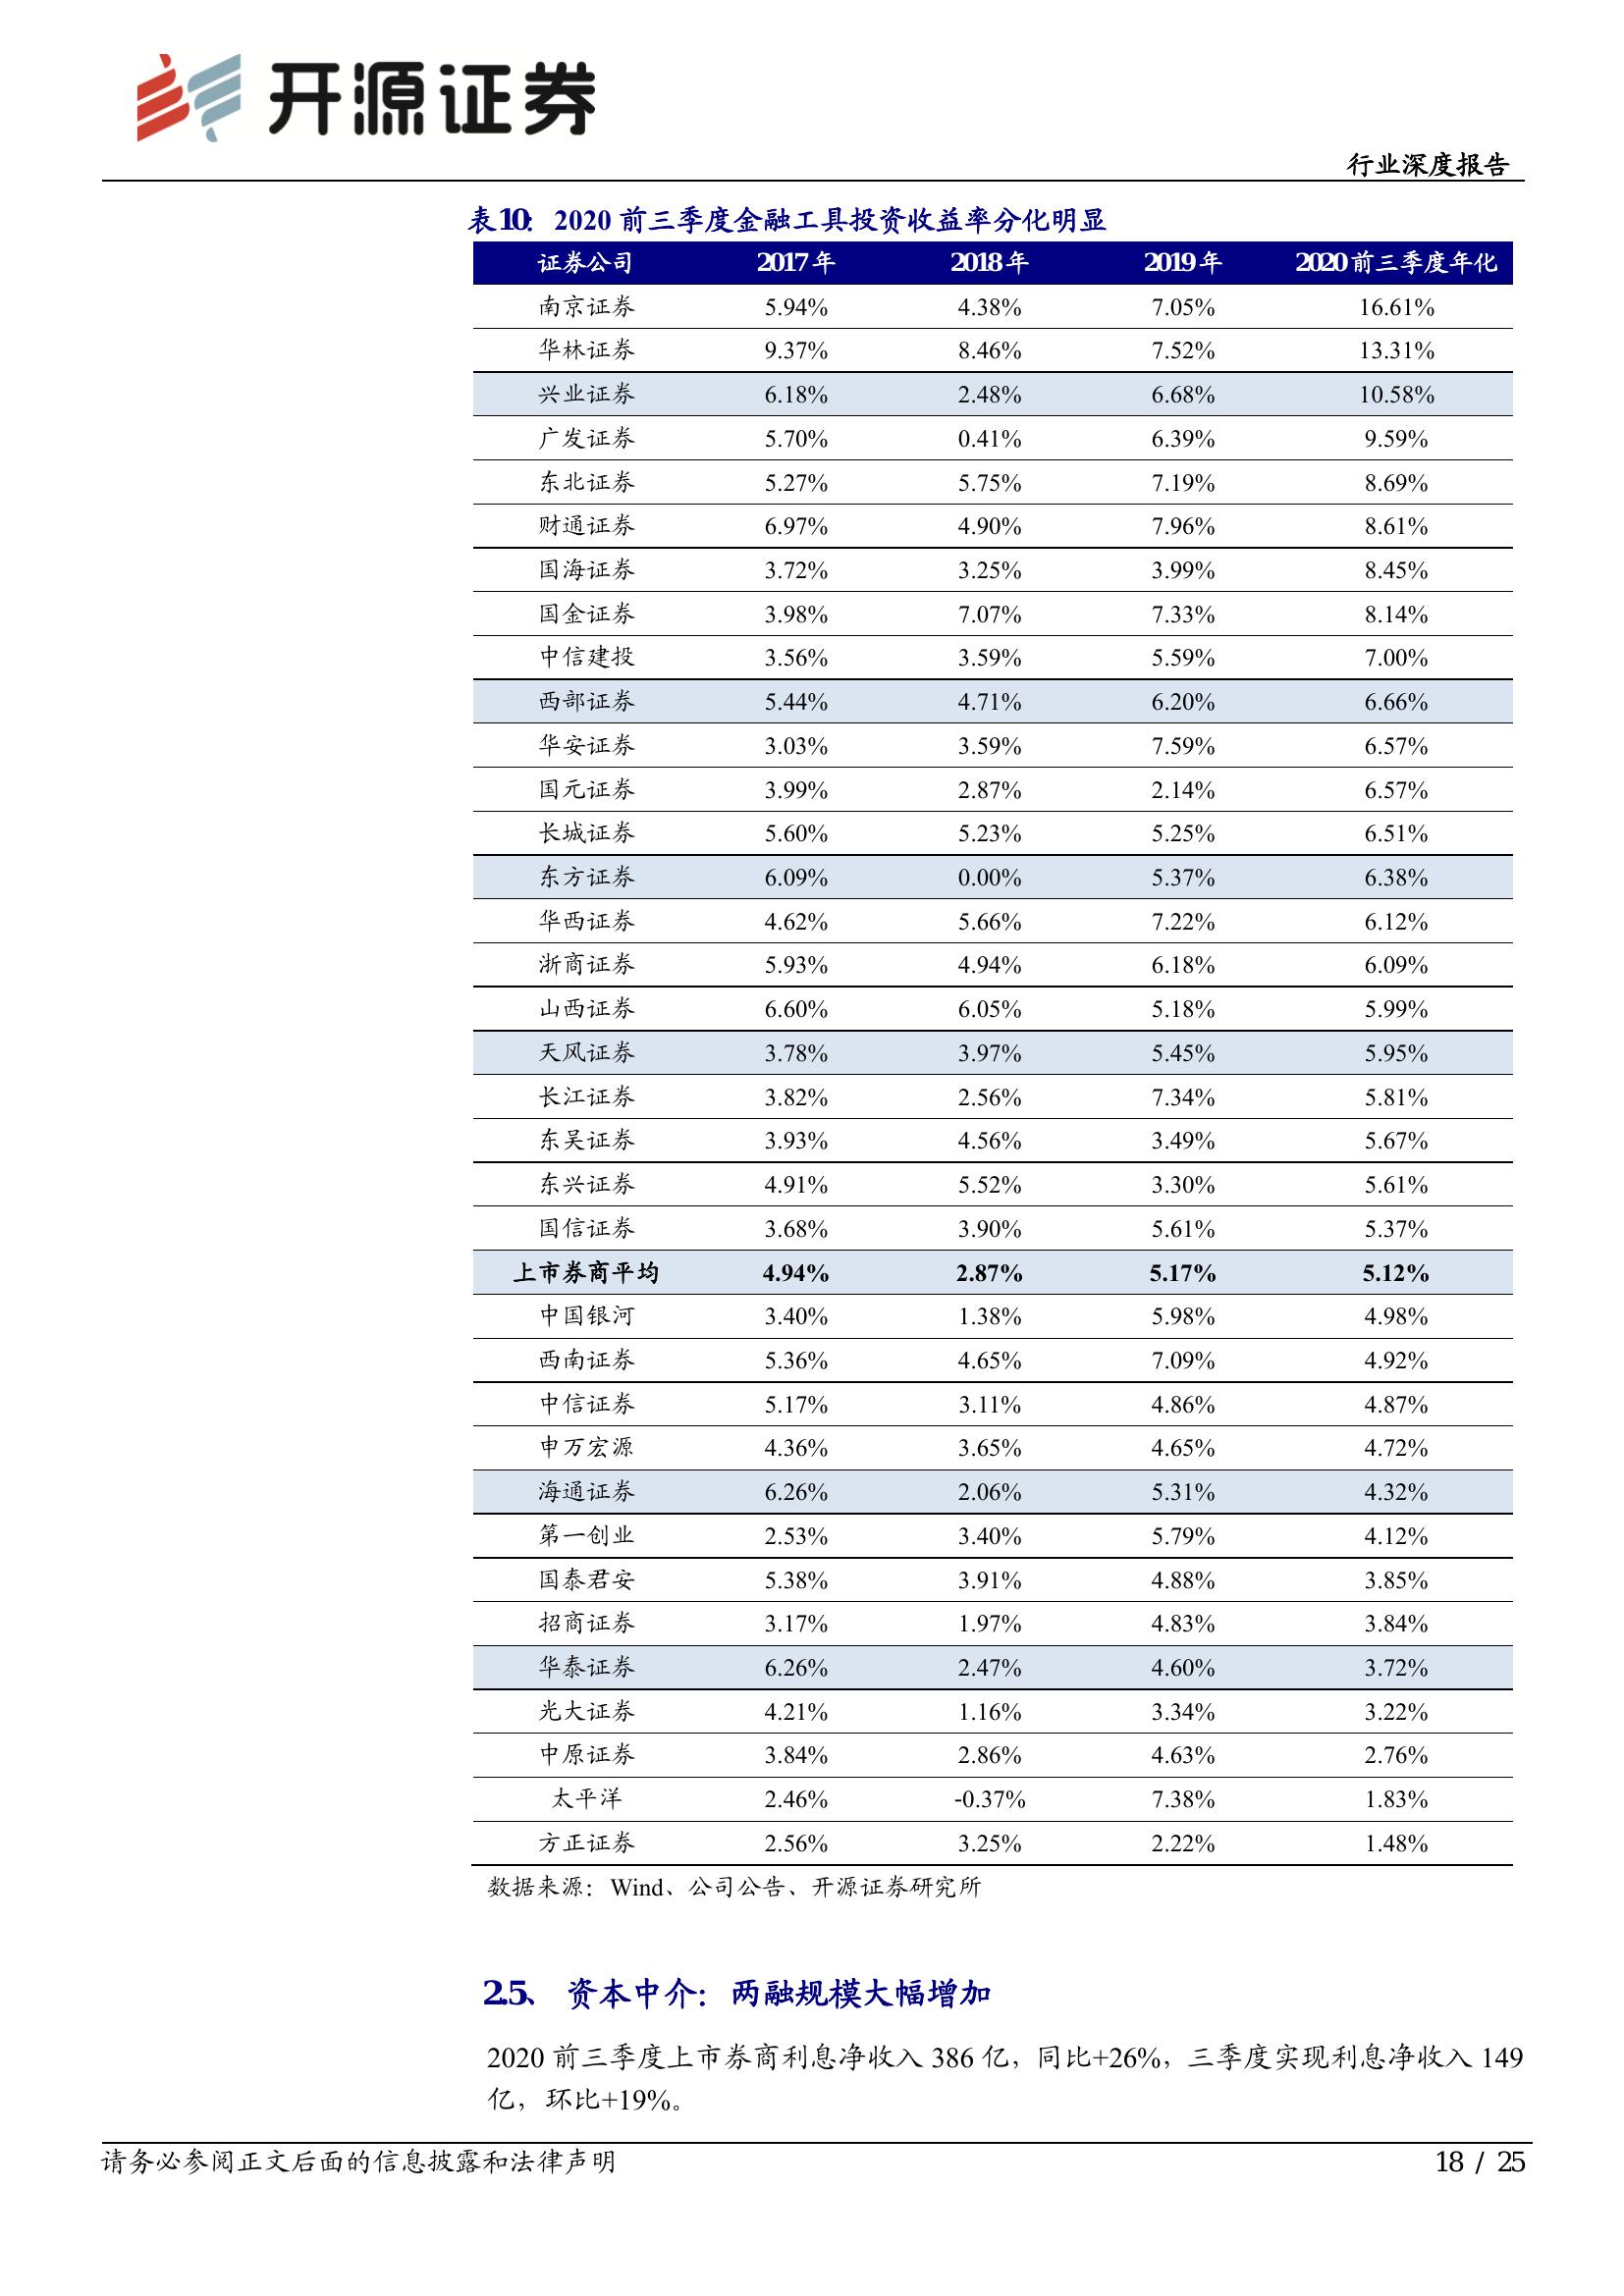 开源证券
行业深度报告
表10： 2020 前三季度金融工具投资收益率分化明显
证券公司 2017 年 2018 年 2019 年 2020 前三季度年化
南京证券 5.94% 4.38% 7.05% 16.61%
华林证券 9.37% 8.46% 7.52% 13.31%
兴业证券 6.18% 2.48% 6.68% 10.58%
广发证券 5.70% 0.41% 6.39% 9.59%
东北证券 5.27% 5.75% 7.19% 8.69%
财通证券 6.97% 4.90% 7.96% 8.61%
国海证券 3.72% 3.25% 3.99% 8.45%
国金证券 3.98% 7.07% 7.33% 8.14%
中信建投 3.56% 3.59% 5.59% 7.00%
西部证券 5.44% 4.71% 6.20% 6.66%
华安证券 3.03% 3.59% 7.59% 6.57%
国元证券 3.99% 2.87% 2.14% 6.57%
长城证券 5.60% 5.23% 5.25% 6.51%
东方证券 6.09% 0.00% 5.37% 6.38%
华西证券 4.62% 5.66% 7.22% 6.12%
浙商证券 5.93% 4.94% 6.18% 6.09%
山西证券 6.60% 6.05% 5.18% 5.99%
天风证券 3.78% 3.97% 5.45% 5.95%
长江证券 3.82% 2.56% 7.34% 5.81%
东吴证券 3.93% 4.56% 3.49% 5.67%
东兴证券 4.91% 5.52% 3.30% 5.61%
国信证券 3.68% 3.90% 5.61% 5.37%
上市券商平均 4.94% 2.87% 5.17% 5.12%
中国银河 3.40% 1.38% 5.98% 4.98%
西南证券 5.36% 4.65% 7.09% 4.92%
中信证券 5.17% 3.11% 4.86% 4.87%
申万宏源 4.36% 3.65% 4.65% 4.72%
海通证券 6.26% 2.06% 5.31% 4.32%
第一创业 2.53% 3.40% 5.79% 4.12%
国泰君安 5.38% 3.91% 4.88% 3.85%
招商证券 3.17% 1.97% 4.83% 3.84%
华泰证券 6.26% 2.47% 4.60% 3.72%
光大证券 4.21% 1.16% 3.34% 3.22%
中原证券 3.84% 2.86% 4.63% 2.76%
太平洋 2.46% -0.37% 7.38% 1.83%
方正证券 2.56% 3.25% 2.22% 1.48%
数据来源：Wind、公司公告、开源证券研究所
2.5、 资本中介：两融规模大幅增加
2020 前三季度上市券商利息净收入 386 亿，同比+26%，三季度实现利息净收入 149
亿，环比+19%。
请务必参阅正文后面的信息披露和法律声明 18 / 25